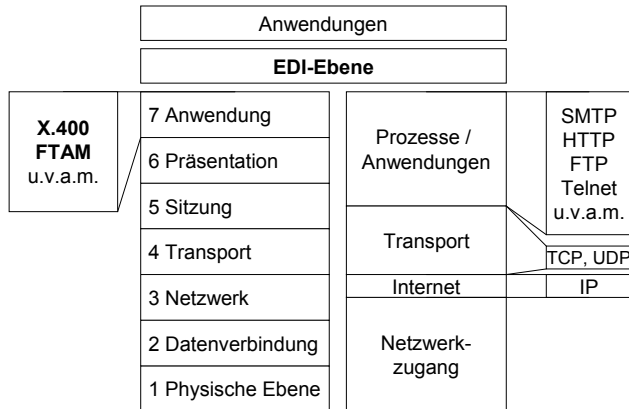 Anwendungen
EDI-Ebene
X.400
FTAM
u.v.a.m.
7 Anwendung
6 Präsentation
5 Sitzung
4 Transport
3 Netzwerk
2 Datenverbindung
1 Physische Ebene
Prozesse /
Anwendungen
Transport
Internet
Netzwerk-
zugang
SMTP
HTTP
FTP
Telnet
u.v.a.m.
TCP, UDP
IP